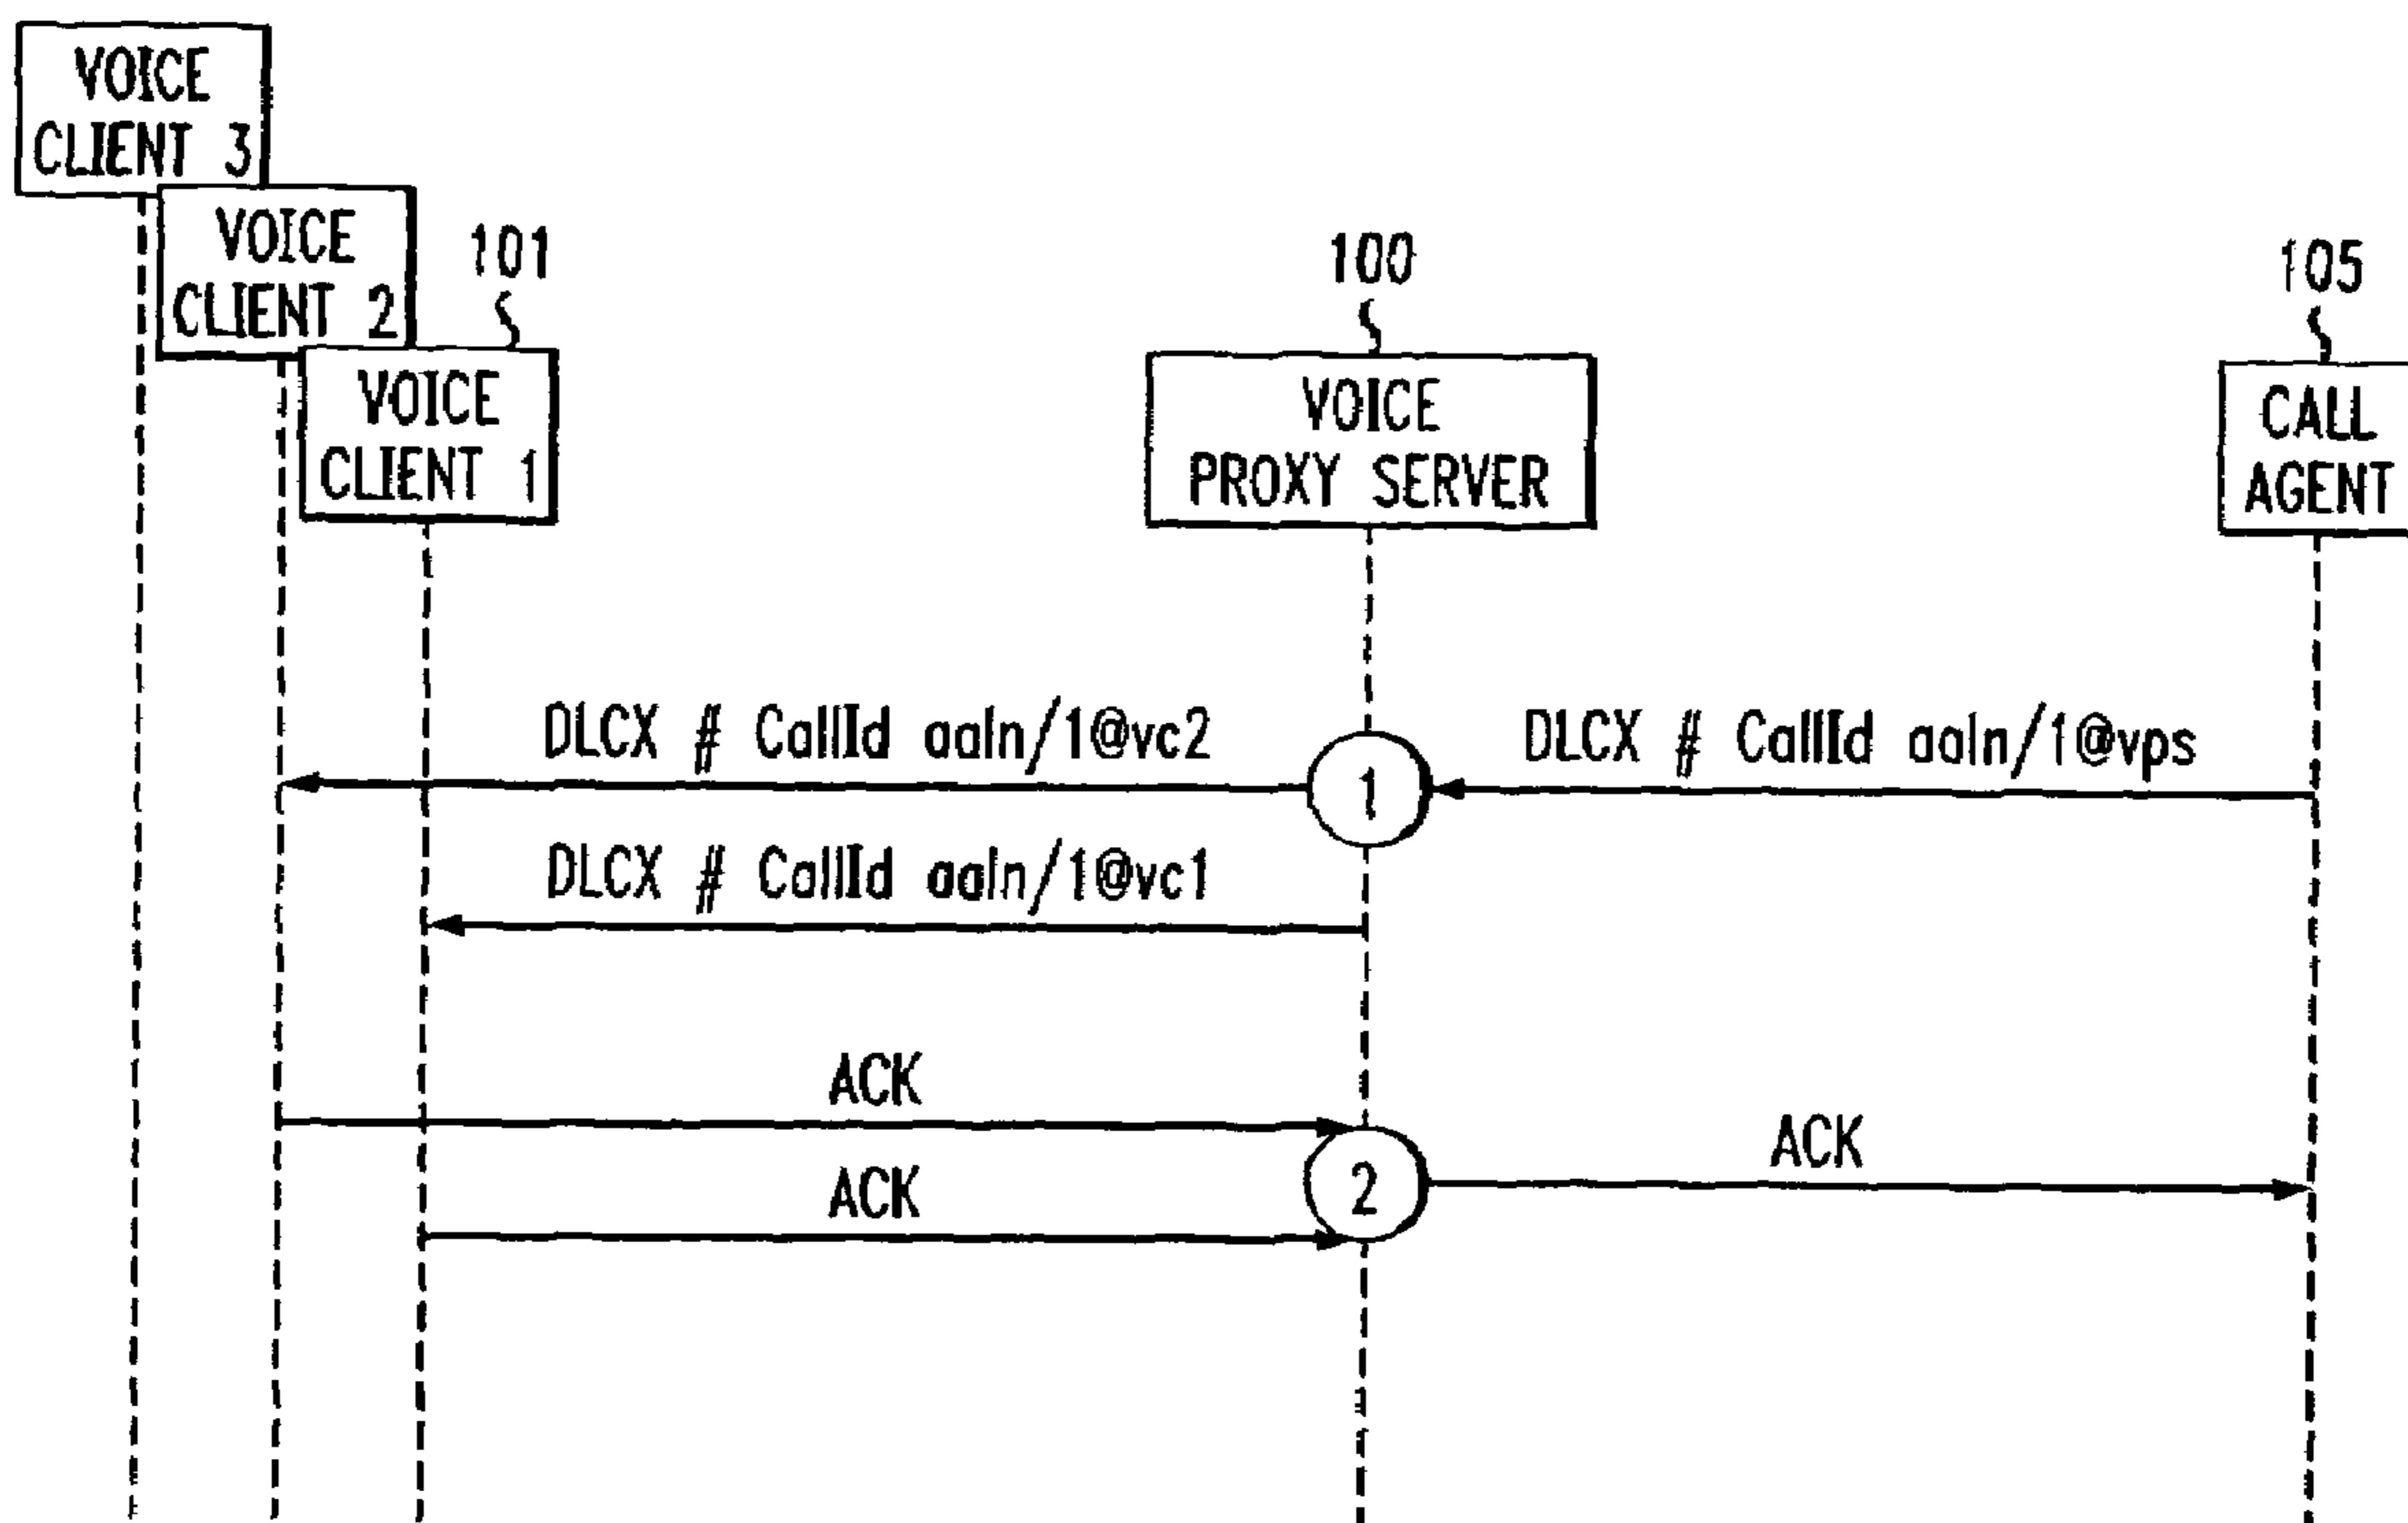 VOICE
CLIENT 3
VOICE
CLIENT 2
101
VOICE
CLIENT 1
100
VOICE
PROXY SERVER
105
CALL
AGENT
DLCX # CallId aaln/1@vc2
1
DLCX # CallId aaln/1@vps
DLCX # CallId aaln/1@vc1
ACK
ACK
2
ACK